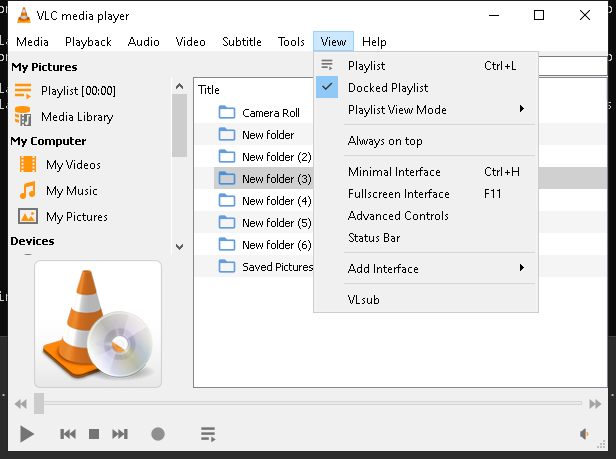 VLC media player
Media Playback Audio Video Subtitle Tools View Help
My Pictures
Playlist [00:00]
Media Library
My Computer
My Videos
My Music
My Pictures
Devices
Title
Camera Roll
New folder
New folder (2)
New folder (3)
New folder (4)
New folder (5)
New folder (6)
Saved Pictures
Playlist Ctrl+L
Docked Playlist
Playlist View Mode
Always on top
Minimal Interface Ctrl+H
Fullscreen Interface F11
Advanced Controls
Status Bar
Add Interface
VLsub